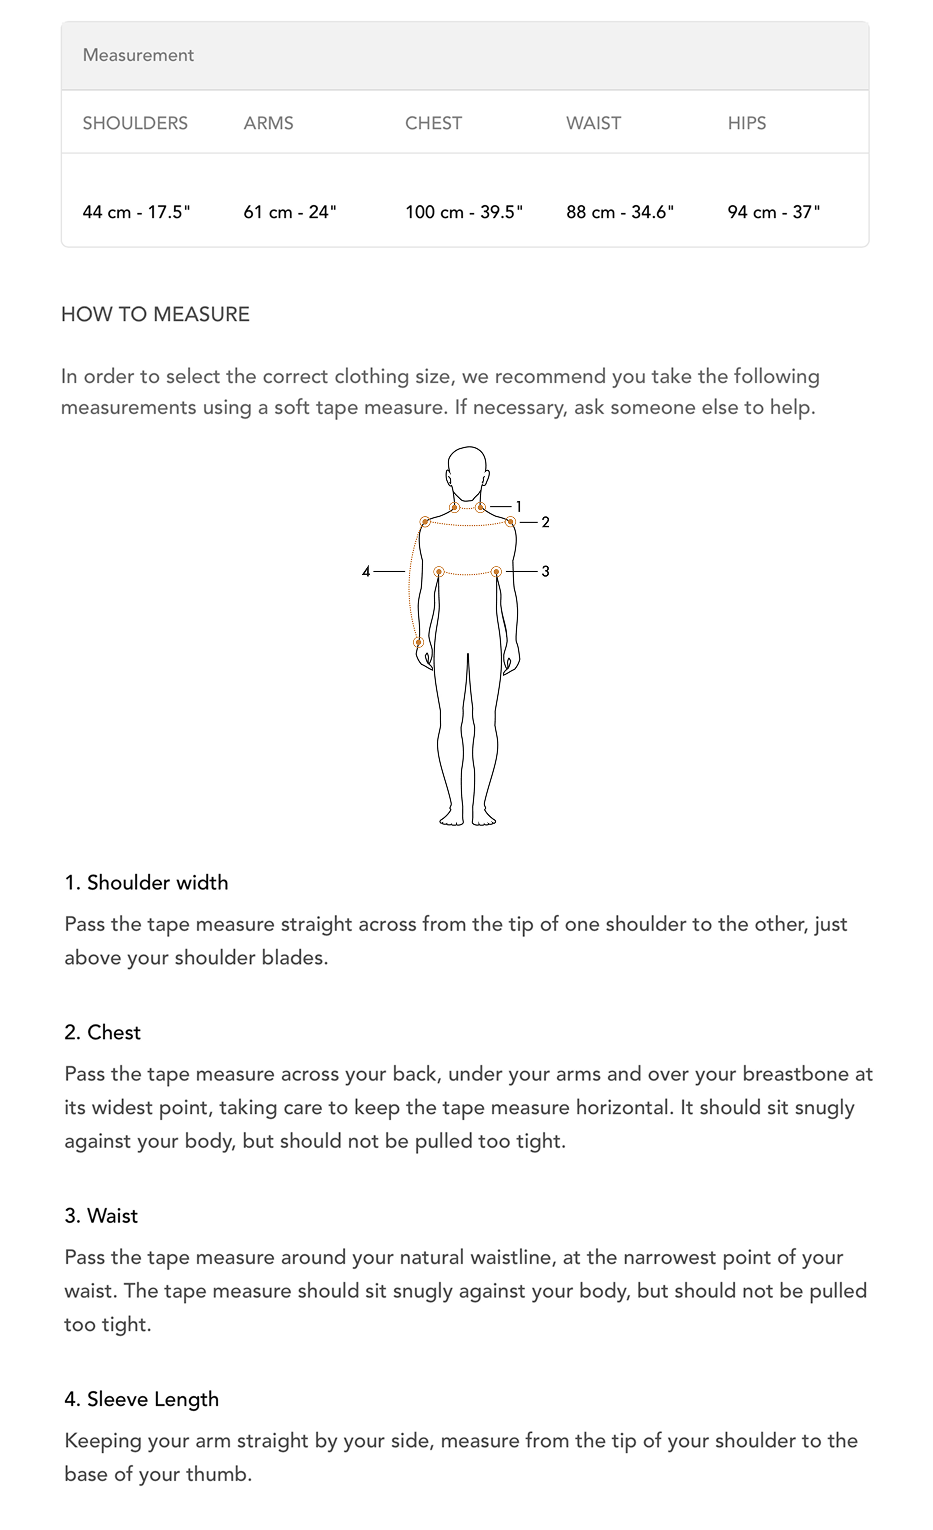 Measurement
SHOULDERS ARMS CHEST WAIST HIPS
44 cm - 17.5" 61 cm - 24" 100 cm - 39.5" 88 cm - 34.6" 94 cm - 37"
HOW TO MEASURE
In order to select the correct clothing size, we recommend you take the following
measurements using a soft tape measure. If necessary, ask someone else to help.
1
2
4
3
1. Shoulder width
Pass the tape measure straight across from the tip of one shoulder to the other, just
above your shoulder blades.
2. Chest
Pass the tape measure across your back, under your arms and over your breastbone at
its widest point, taking care to keep the tape measure horizontal. It should sit snugly
against your body, but should not be pulled too tight.
3. Waist
Pass the tape measure around your natural waistline, at the narrowest point of your
waist. The tape measure should sit snugly against your body, but should not be pulled
too tight.
4. Sleeve Length
Keeping your arm straight by your side, measure from the tip of your shoulder to the
base of your thumb.